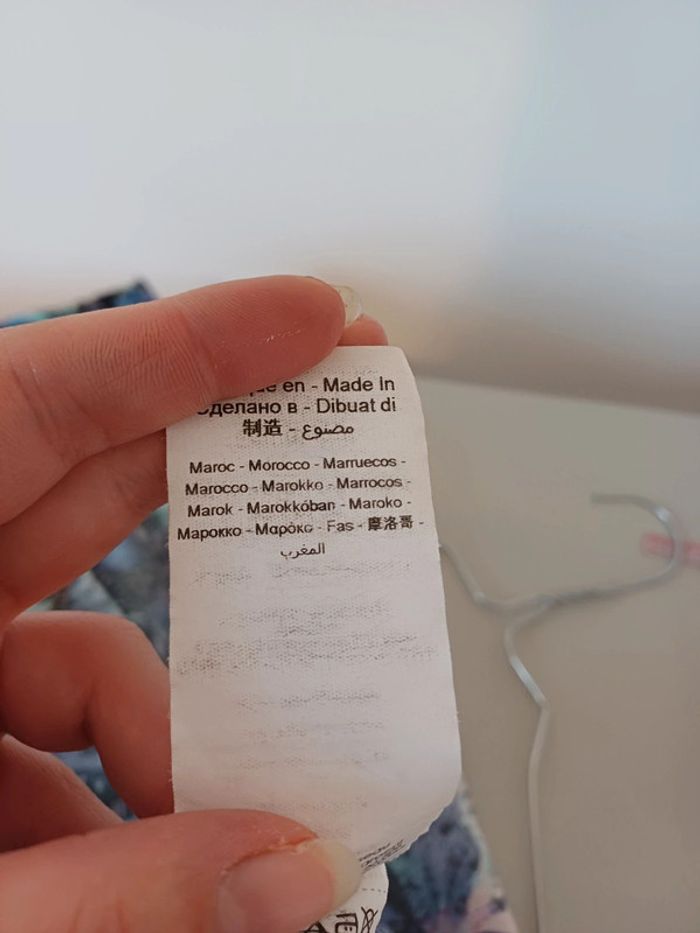 en - Made In
Сделано в - Dibuat di
制造 - مصنوع
Maroc - Morocco - Marruecos -
Marocco - Marokko - Marrocos -
Marok - Marokkóban - Maroko -
Марокко - Μαρόκο - Fas - 摩洛哥 -
المغرب